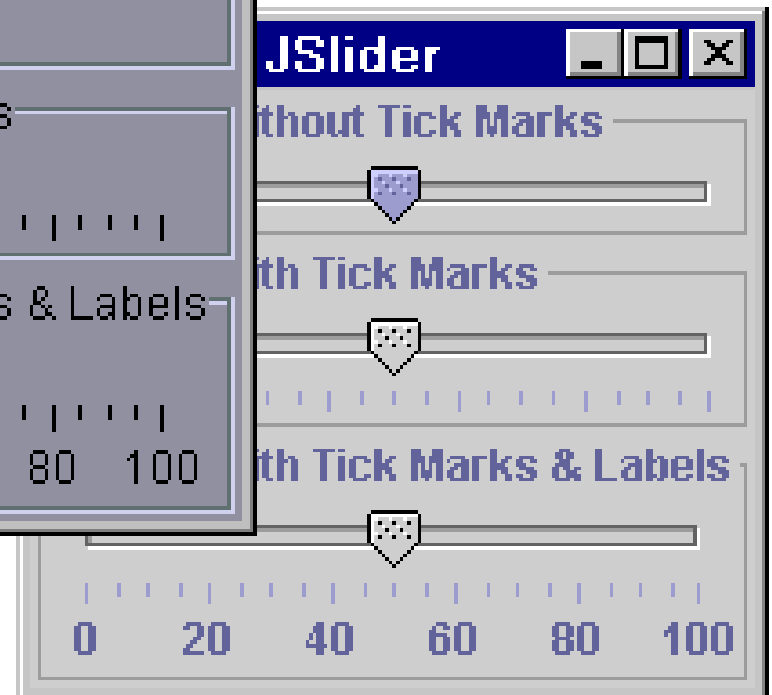 JSlider
s
ithout Tick Marks
ith Tick Marks
s & Labels
80 100
ith Tick Marks & Labels
0 20 40 60 80 100